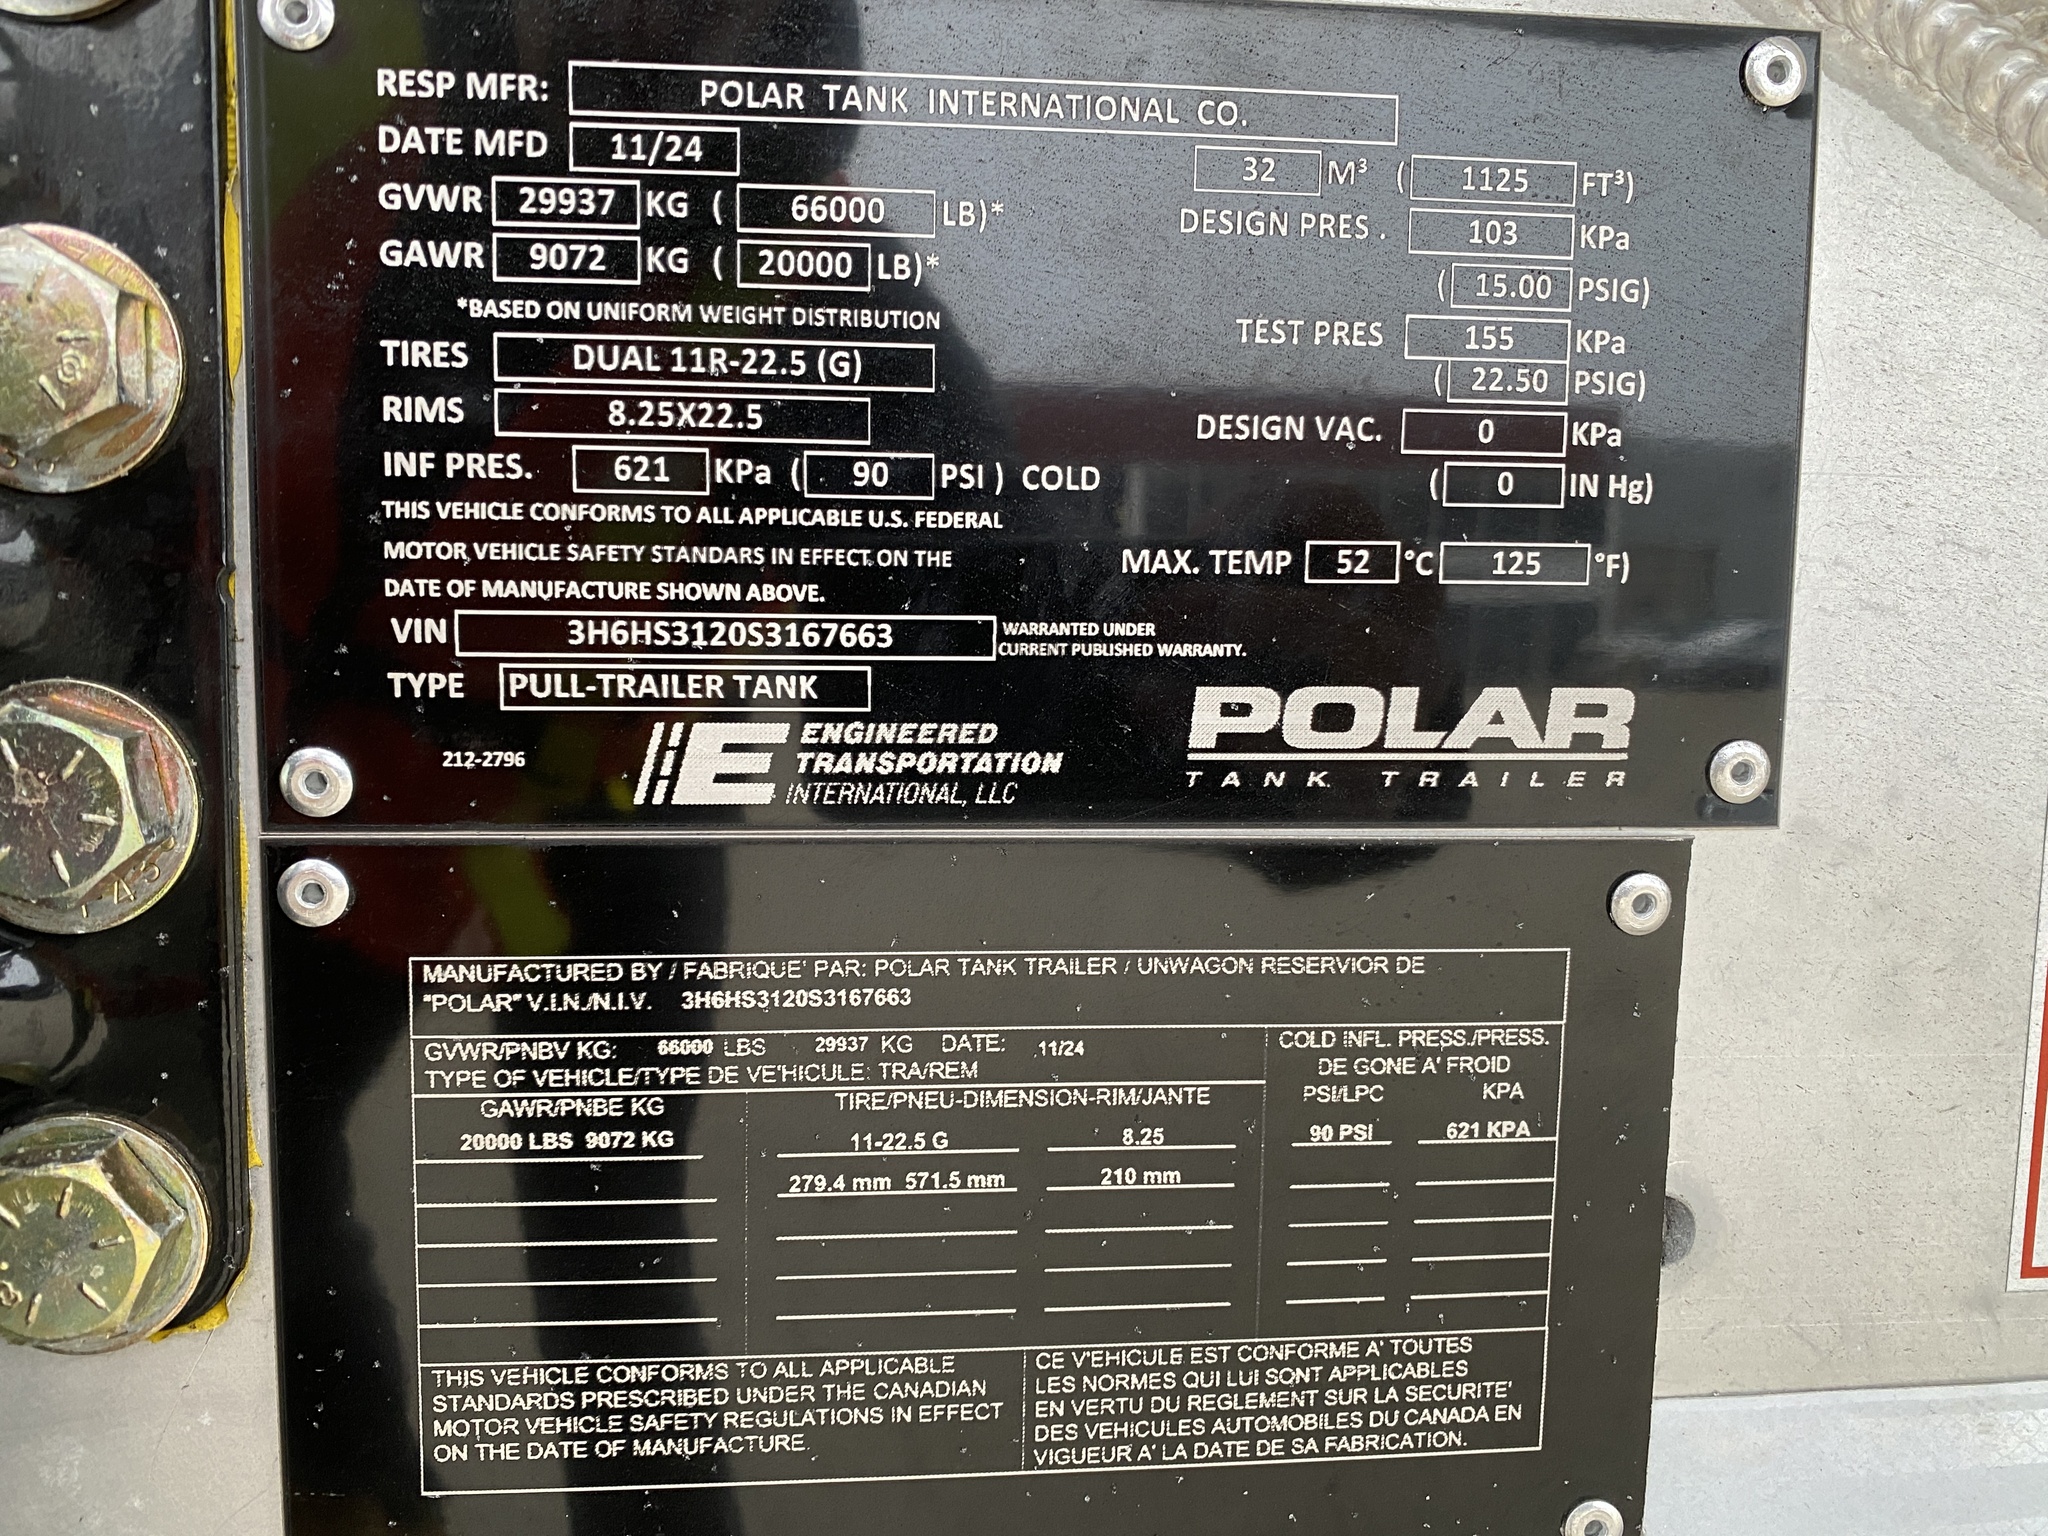 RESP MFR: POLAR TANK INTERNATIONAL CO.
DATE MFD 11/24
32 M³ ( 1125 FT³)
GVWR 29937 KG ( 66000 LB)*
DESIGN PRES . 103 KPa
GAWR 9072 KG ( 20000 LB)*
( 15.00 PSIG)
*BASED ON UNIFORM WEIGHT DISTRIBUTION
TEST PRES 155 KPa
TIRES DUAL 11R-22.5 (G)
( 22.50 PSIG)
RIMS 8.25X22.5
DESIGN VAC. 0 KPa
INF PRES. 621 KPa ( 90 PSI ) COLD
( 0 IN Hg)
THIS VEHICLE CONFORMS TO ALL APPLICABLE U.S. FEDERAL
MOTOR VEHICLE SAFETY STANDARS IN EFFECT ON THE
DATE OF MANUFACTURE SHOWN ABOVE.
MAX. TEMP 52 °C 125 °F)
VIN 3H6HS3120S3167663
WARRANTED UNDER
CURRENT PUBLISHED WARRANTY.
TYPE PULL-TRAILER TANK
212-2796
E ENGINEERED
TRANSPORTATION
INTERNATIONAL, LLC
POLAR
TANK TRAILER
MANUFACTURED BY / FABRIQUE' PAR: POLAR TANK TRAILER / UNWAGON RESERVIOR DE
"POLAR" V.I.N./N.I.V. 3H6HS3120S3167663
GVWR/PNBV KG: 66000 LBS 29937 KG DATE: 11/24
TYPE OF VEHICLE/TYPE DE VE'HICULE: TRA/REM
COLD INFL. PRESS./PRESS.
DE GONE A' FROID
PSI/LPC KPA
GAWR/PNBE KG TIRE/PNEU-DIMENSION-RIM/JANTE
20000 LBS 9072 KG 11-22.5 G 8.25 90 PSI 621 KPA
279.4 mm 571.5 mm 210 mm
THIS VEHICLE CONFORMS TO ALL APPLICABLE
STANDARDS PRESCRIBED UNDER THE CANADIAN
MOTOR VEHICLE SAFETY REGULATIONS IN EFFECT
ON THE DATE OF MANUFACTURE.
CE V'EHICULE EST CONFORME A' TOUTES
LES NORMES QUI LUI SONT APPLICABLES
EN VERTU DU REGLEMENT SUR LA SECURITE'
DES VEHICULES AUTOMOBILES DU CANADA EN
VIGUEUR A' LA DATE DE SA FABRICATION.